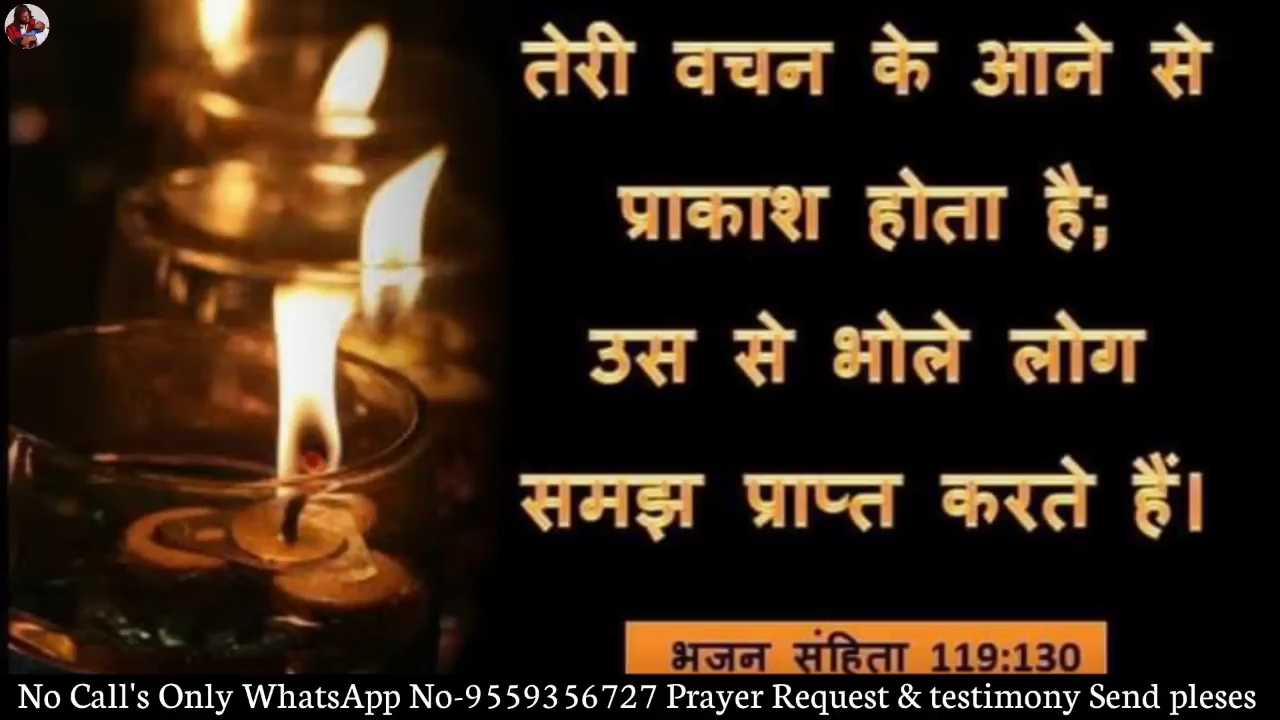 तेरी वचन के आने से
प्राकाश होता है;
उस से भोले लोग
समझ प्राप्त करते हैं।
भजन संहिता 119:130
No Call's Only WhatsApp No-9559356727 Prayer Request & testimony Send pleses